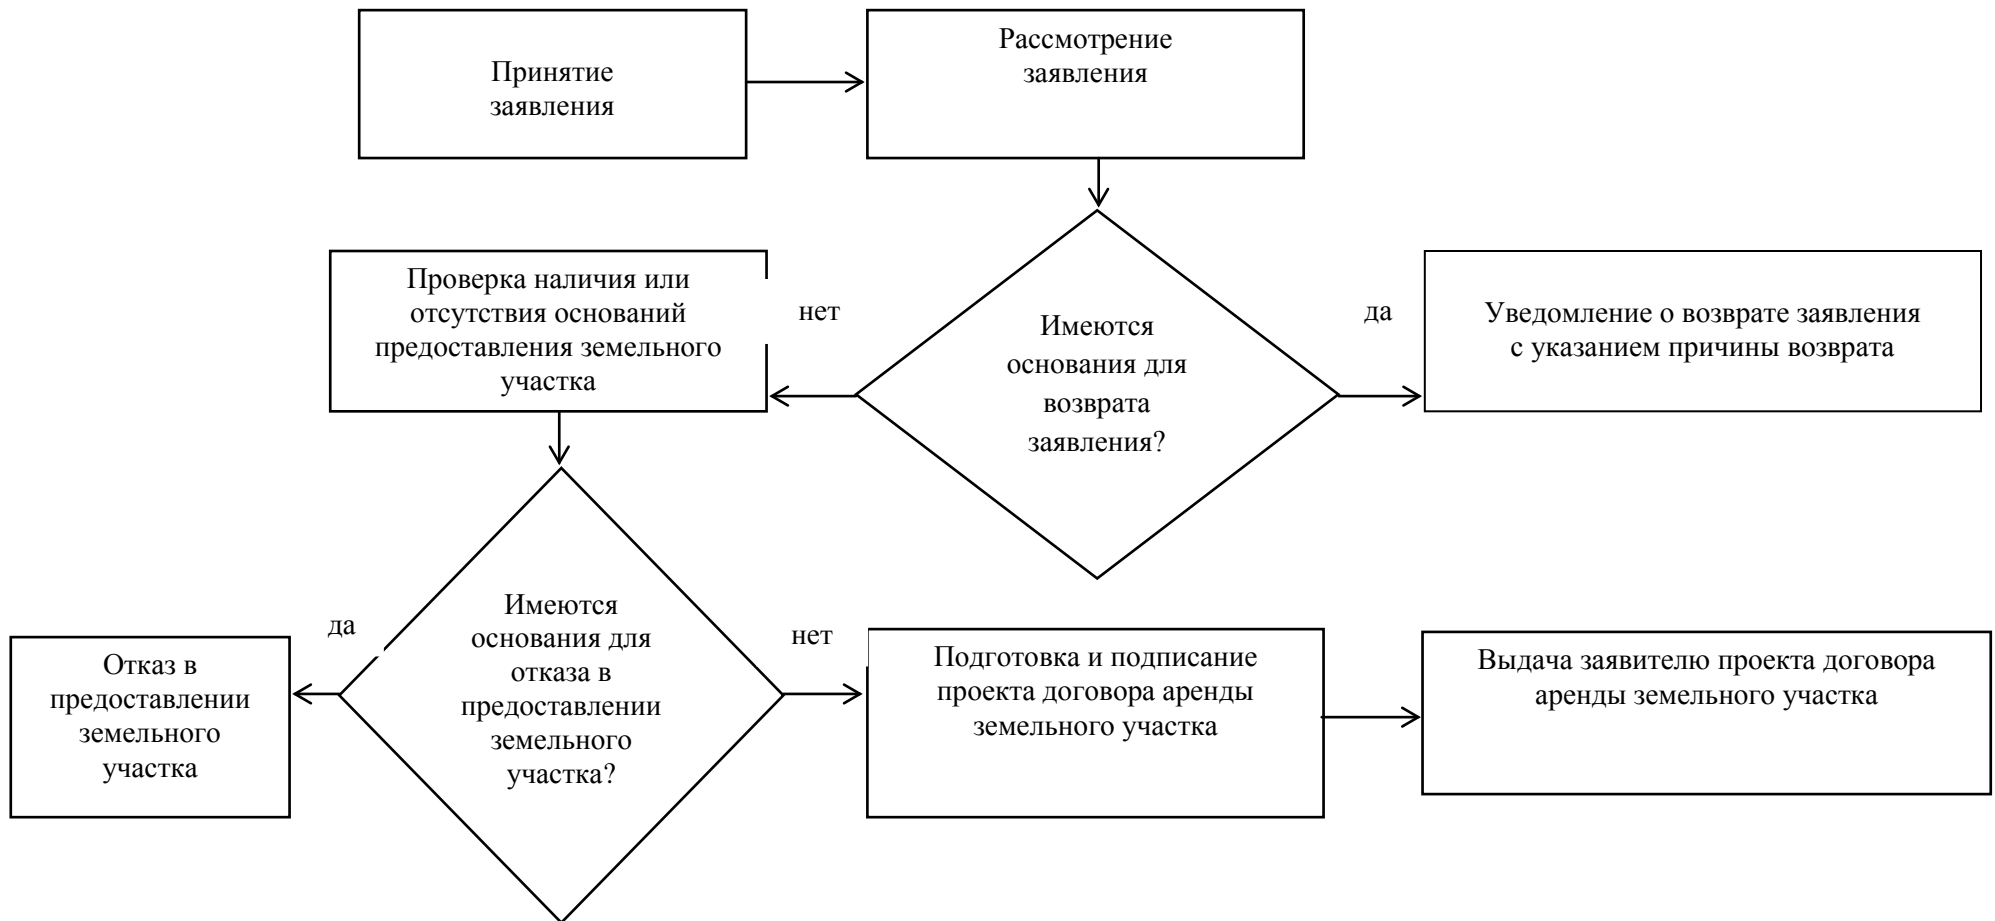 Принятие
заявления
Рассмотрение
заявления
Проверка наличия или
отсутствия оснований
предоставления земельного
участка
нет
Имеются
основания для
возврата
заявления?
да
Уведомление о возврате заявления
с указанием причины возврата
да
Отказ в
предоставлении
земельного
участка
Имеются
основания для
отказа в
предоставлении
земельного
участка?
нет
Подготовка и подписание
проекта договора аренды
земельного участка
Выдача заявителю проекта договора
аренды земельного участка